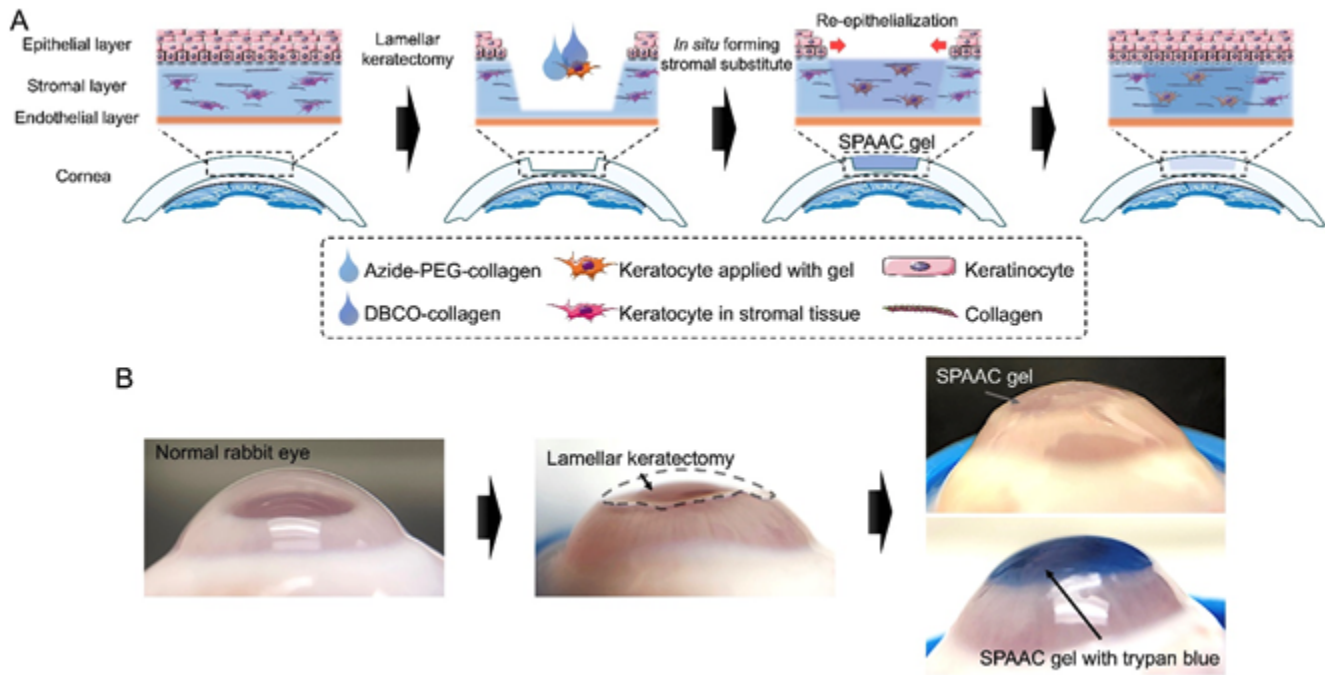 A
Epithelial layer
Stromal layer
Endothelial layer
Cornea
Lamellar
keratectomy
In situ forming
stromal substitute
Re-epithelialization
SPAAC gel
Azide-PEG-collagen
Keratocyte applied with gel
Keratinocyte
DBCO-collagen
Keratocyte in stromal tissue
Collagen
B
Normal rabbit eye
Lamellar keratectomy
SPAAC gel
SPAAC gel with trypan blue